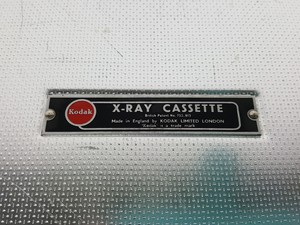 Kodak
X-RAY CASSETTE
British Patent No.
Made in England by KODAK LIMITED LONDON
'Kodak' is a trade mark